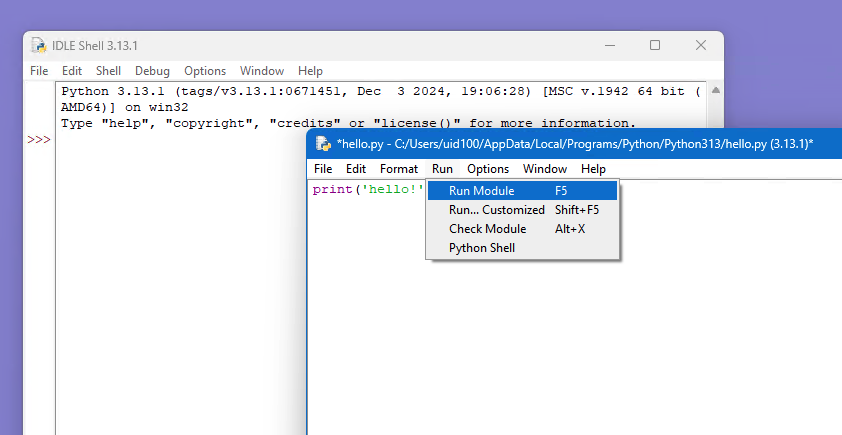 IDLE Shell 3.13.1
File Edit Shell Debug Options Window Help
Python 3.13.1 (tags/v3.13.1:0671451, Dec  3 2024, 19:06:28) [MSC v.1942 64 bit (
AMD64)] on win32
Type "help", "copyright", "credits" or "license()" for more information.
>>>
*hello.py - C:/Users/uid100/AppData/Local/Programs/Python/Python313/hello.py (3.13.1)*
File Edit Format Run Options Window Help
print('hello!'
Run Module F5
Run... Customized Shift+F5
Check Module Alt+X
Python Shell